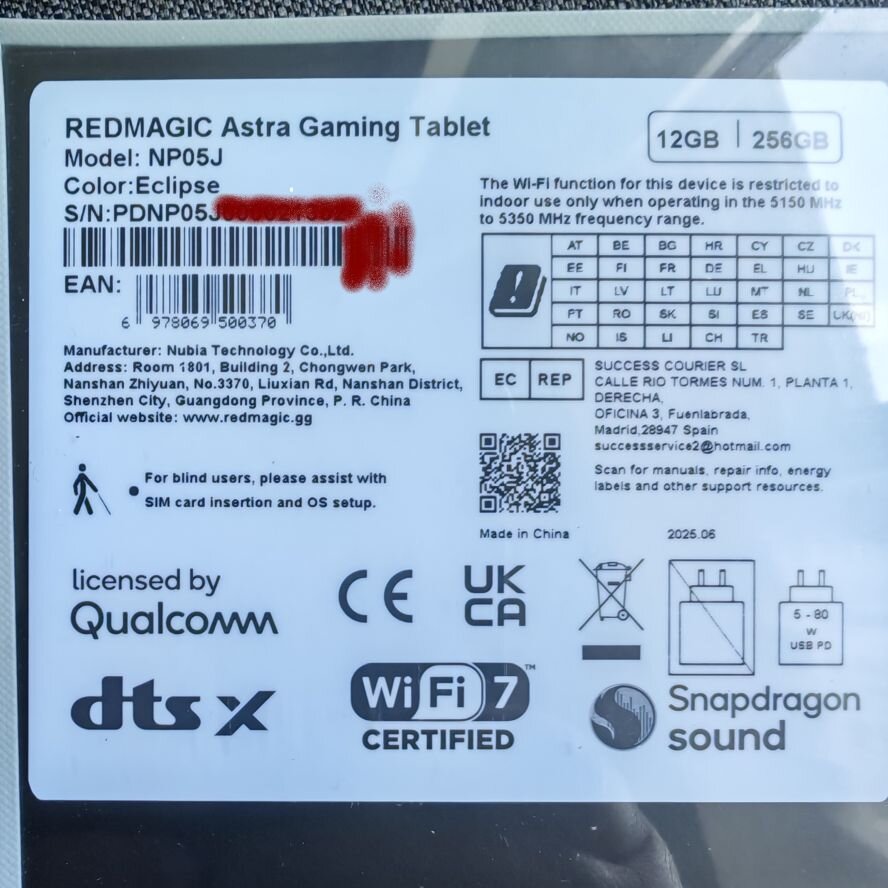 REDMAGIC Astra Gaming Tablet
Model: NP05J
Color:Eclipse
S/N:PDNP05J
EAN:
6 978069 500370
12GB | 256GB
The Wi-Fi function for this device is restricted to
indoor use only when operating in the 5150 MHz
to 5350 MHz frequency range.
AT BE BG HR CY CZ DK
EE FI FR DE EL HU IE
IT LV LT LU MT NL PL
PT RO SK SI ES SE UK(NI)
NO IS LI CH TR
Manufacturer: Nubia Technology Co.,Ltd.
Address: Room 1801, Building 2, Chongwen Park,
Nanshan Zhiyuan, No.3370, Liuxian Rd, Nanshan District,
Shenzhen City, Guangdong Province, P. R. China
Official website: www.redmagic.gg
EC REP
SUCCESS COURIER SL
CALLE RIO TORMES NUM. 1, PLANTA 1,
DERECHA,
OFICINA 3, Fuenlabrada,
Madrid,28947 Spain
successservice2@hotmail.com
Scan for manuals, repair info, energy
labels and other support resources.
For blind users, please assist with
SIM card insertion and OS setup.
Made in China
2025.06
licensed by
Qualcomm
CE
UK
CA
5 - 80
W
USB PD
dts X
Wi Fi 7™
CERTIFIED
Snapdragon
sound